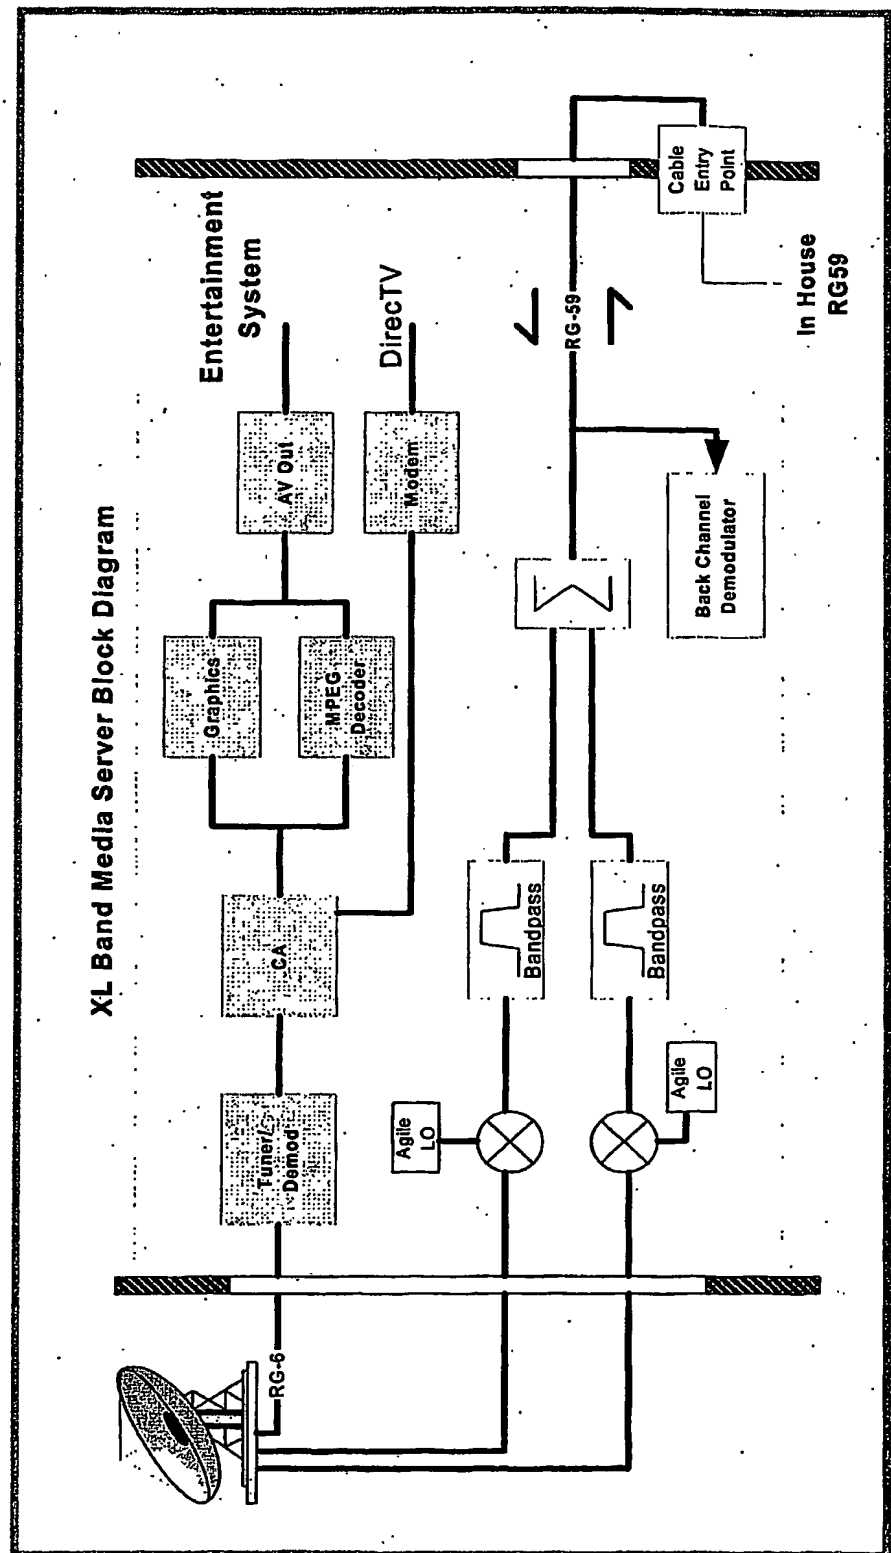 XL Band Media Server Block Diagram
RG-6
Tuner/
Demod
CA
Graphics
MPEG
Decoder
AV Out
Entertainment
System
Modem
DirecTV
Agile
LO
Bandpass
Agile
LO
Bandpass
Back Channel
Demodulator
RG-59
Cable
Entry
Point
In House
RG59